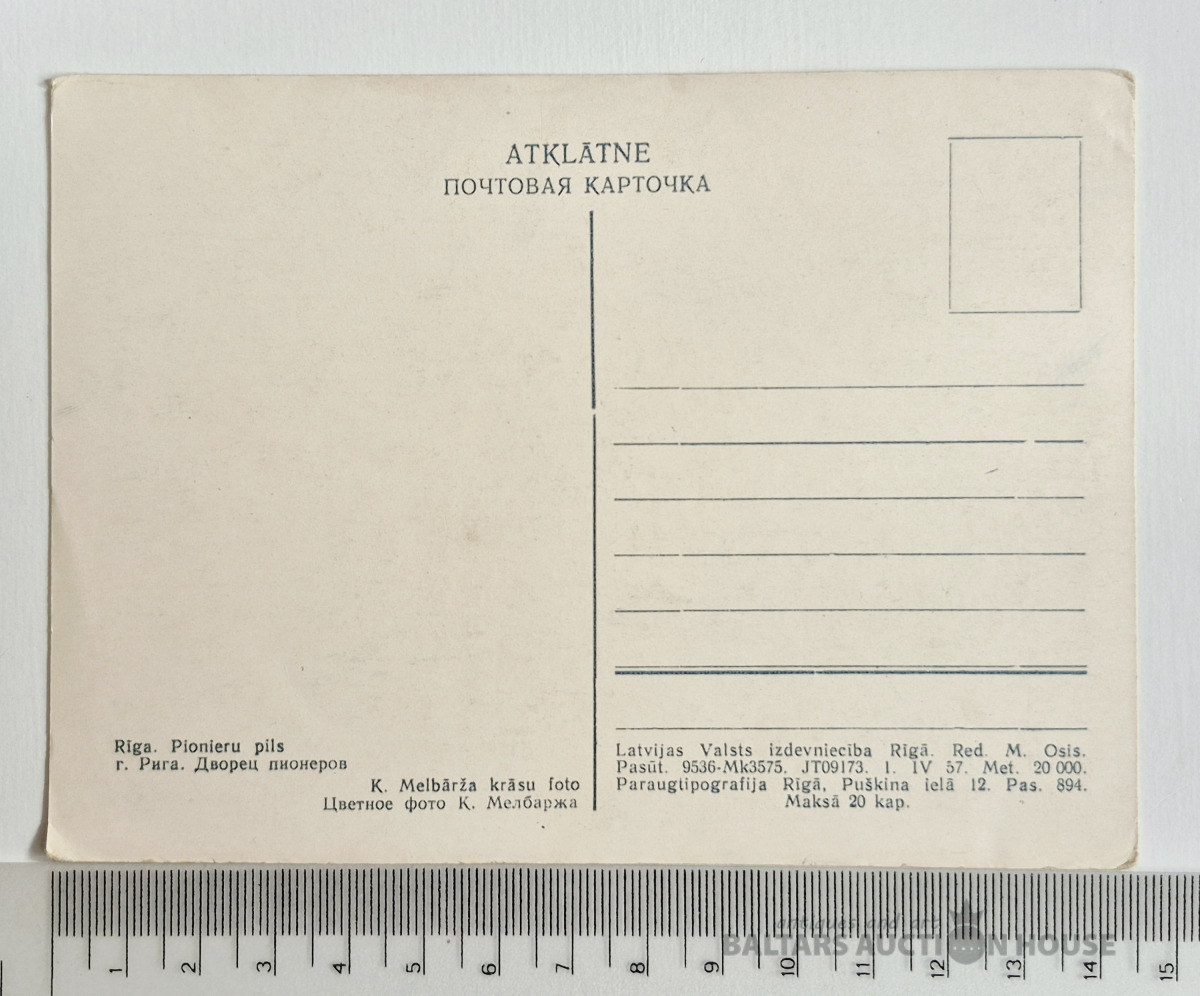 ATKLĀTNE
ПОЧТОВАЯ КАРТОЧКА
Rīga. Pionieru pils
г. Рига. Дворец пионеров
K. Melbārža krāsu foto
Цветное фото К. Мелбаржа
Latvijas Valsts izdevniecība Rīgā. Red. M. Osis.
Pasūt. 9536-Mk3575. JT09173. 1. IV 57. Met. 20 000.
Paraugtipografija Rīgā, Puškina ielā 12. Pas. 894.
Maksā 20 kap.
1 2 3 4 5 6 7 8 9 10 11 12 13 14 15
antiques and art
BALTARS AUCTION HOUSE